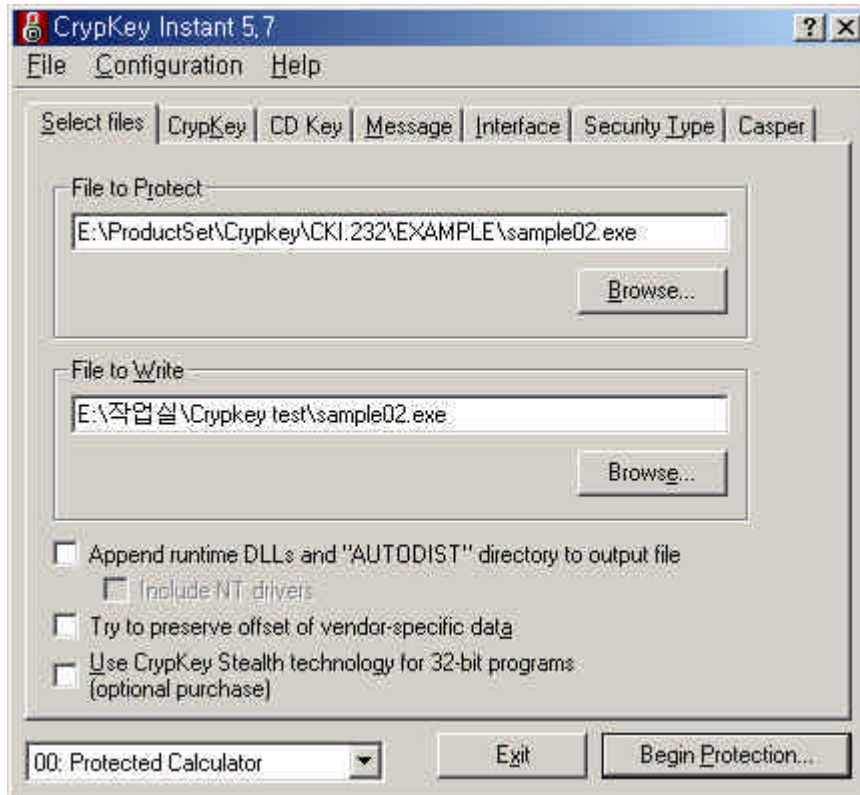 CrypKey Instant 5.7
File Configuration Help
Select files CrypKey CD Key Message Interface Security Type Casper
File to Protect
E:\ProductSet\Crypkey\CKI.232\EXAMPLE\sample02.exe
Browse...
File to Write
E:\작업실\Crypkey test\sample02.exe
Browse...
Append runtime DLLs and "AUTODIST" directory to output file
Include NT drivers
Try to preserve offset of vendor-specific data
Use CrypKey Stealth technology for 32-bit programs
(optional purchase)
00: Protected Calculator
Exit
Begin Protection...